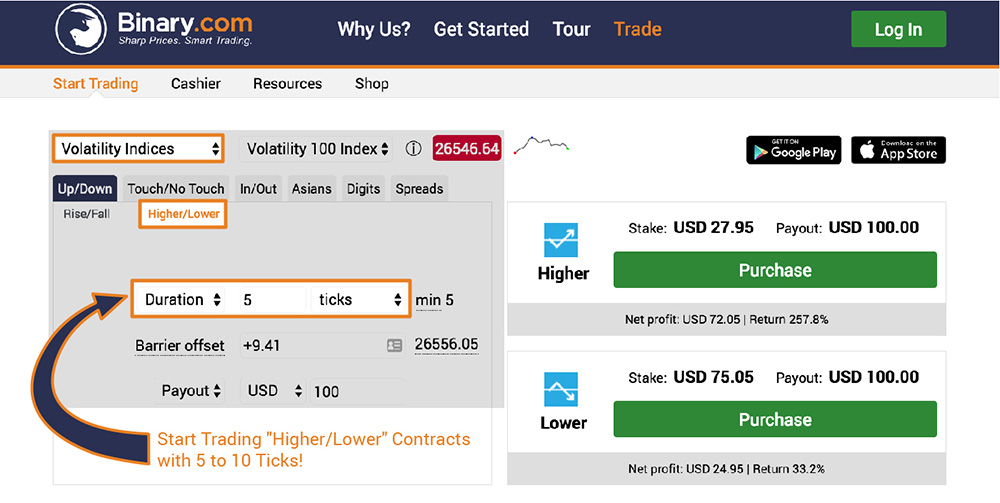 Binary.com
Sharp Prices. Smart Trading.
Why Us? Get Started Tour Trade
Log In
Start Trading Cashier Resources Shop
Volatility Indices Volatility 100 Index 26546.64
GET IT ON
Google Play
Download on the
App Store
Up/Down Touch/No Touch In/Out Asians Digits Spreads
Rise/Fall Higher/Lower
Duration 5 ticks min 5
Barrier offset +9.41 26556.05
Payout USD 100
Start Trading "Higher/Lower" Contracts
with 5 to 10 Ticks!
Higher
Stake: USD 27.95 Payout: USD 100.00
Purchase
Net profit: USD 72.05 | Return 257.8%
Lower
Stake: USD 75.05 Payout: USD 100.00
Purchase
Net profit: USD 24.95 | Return 33.2%